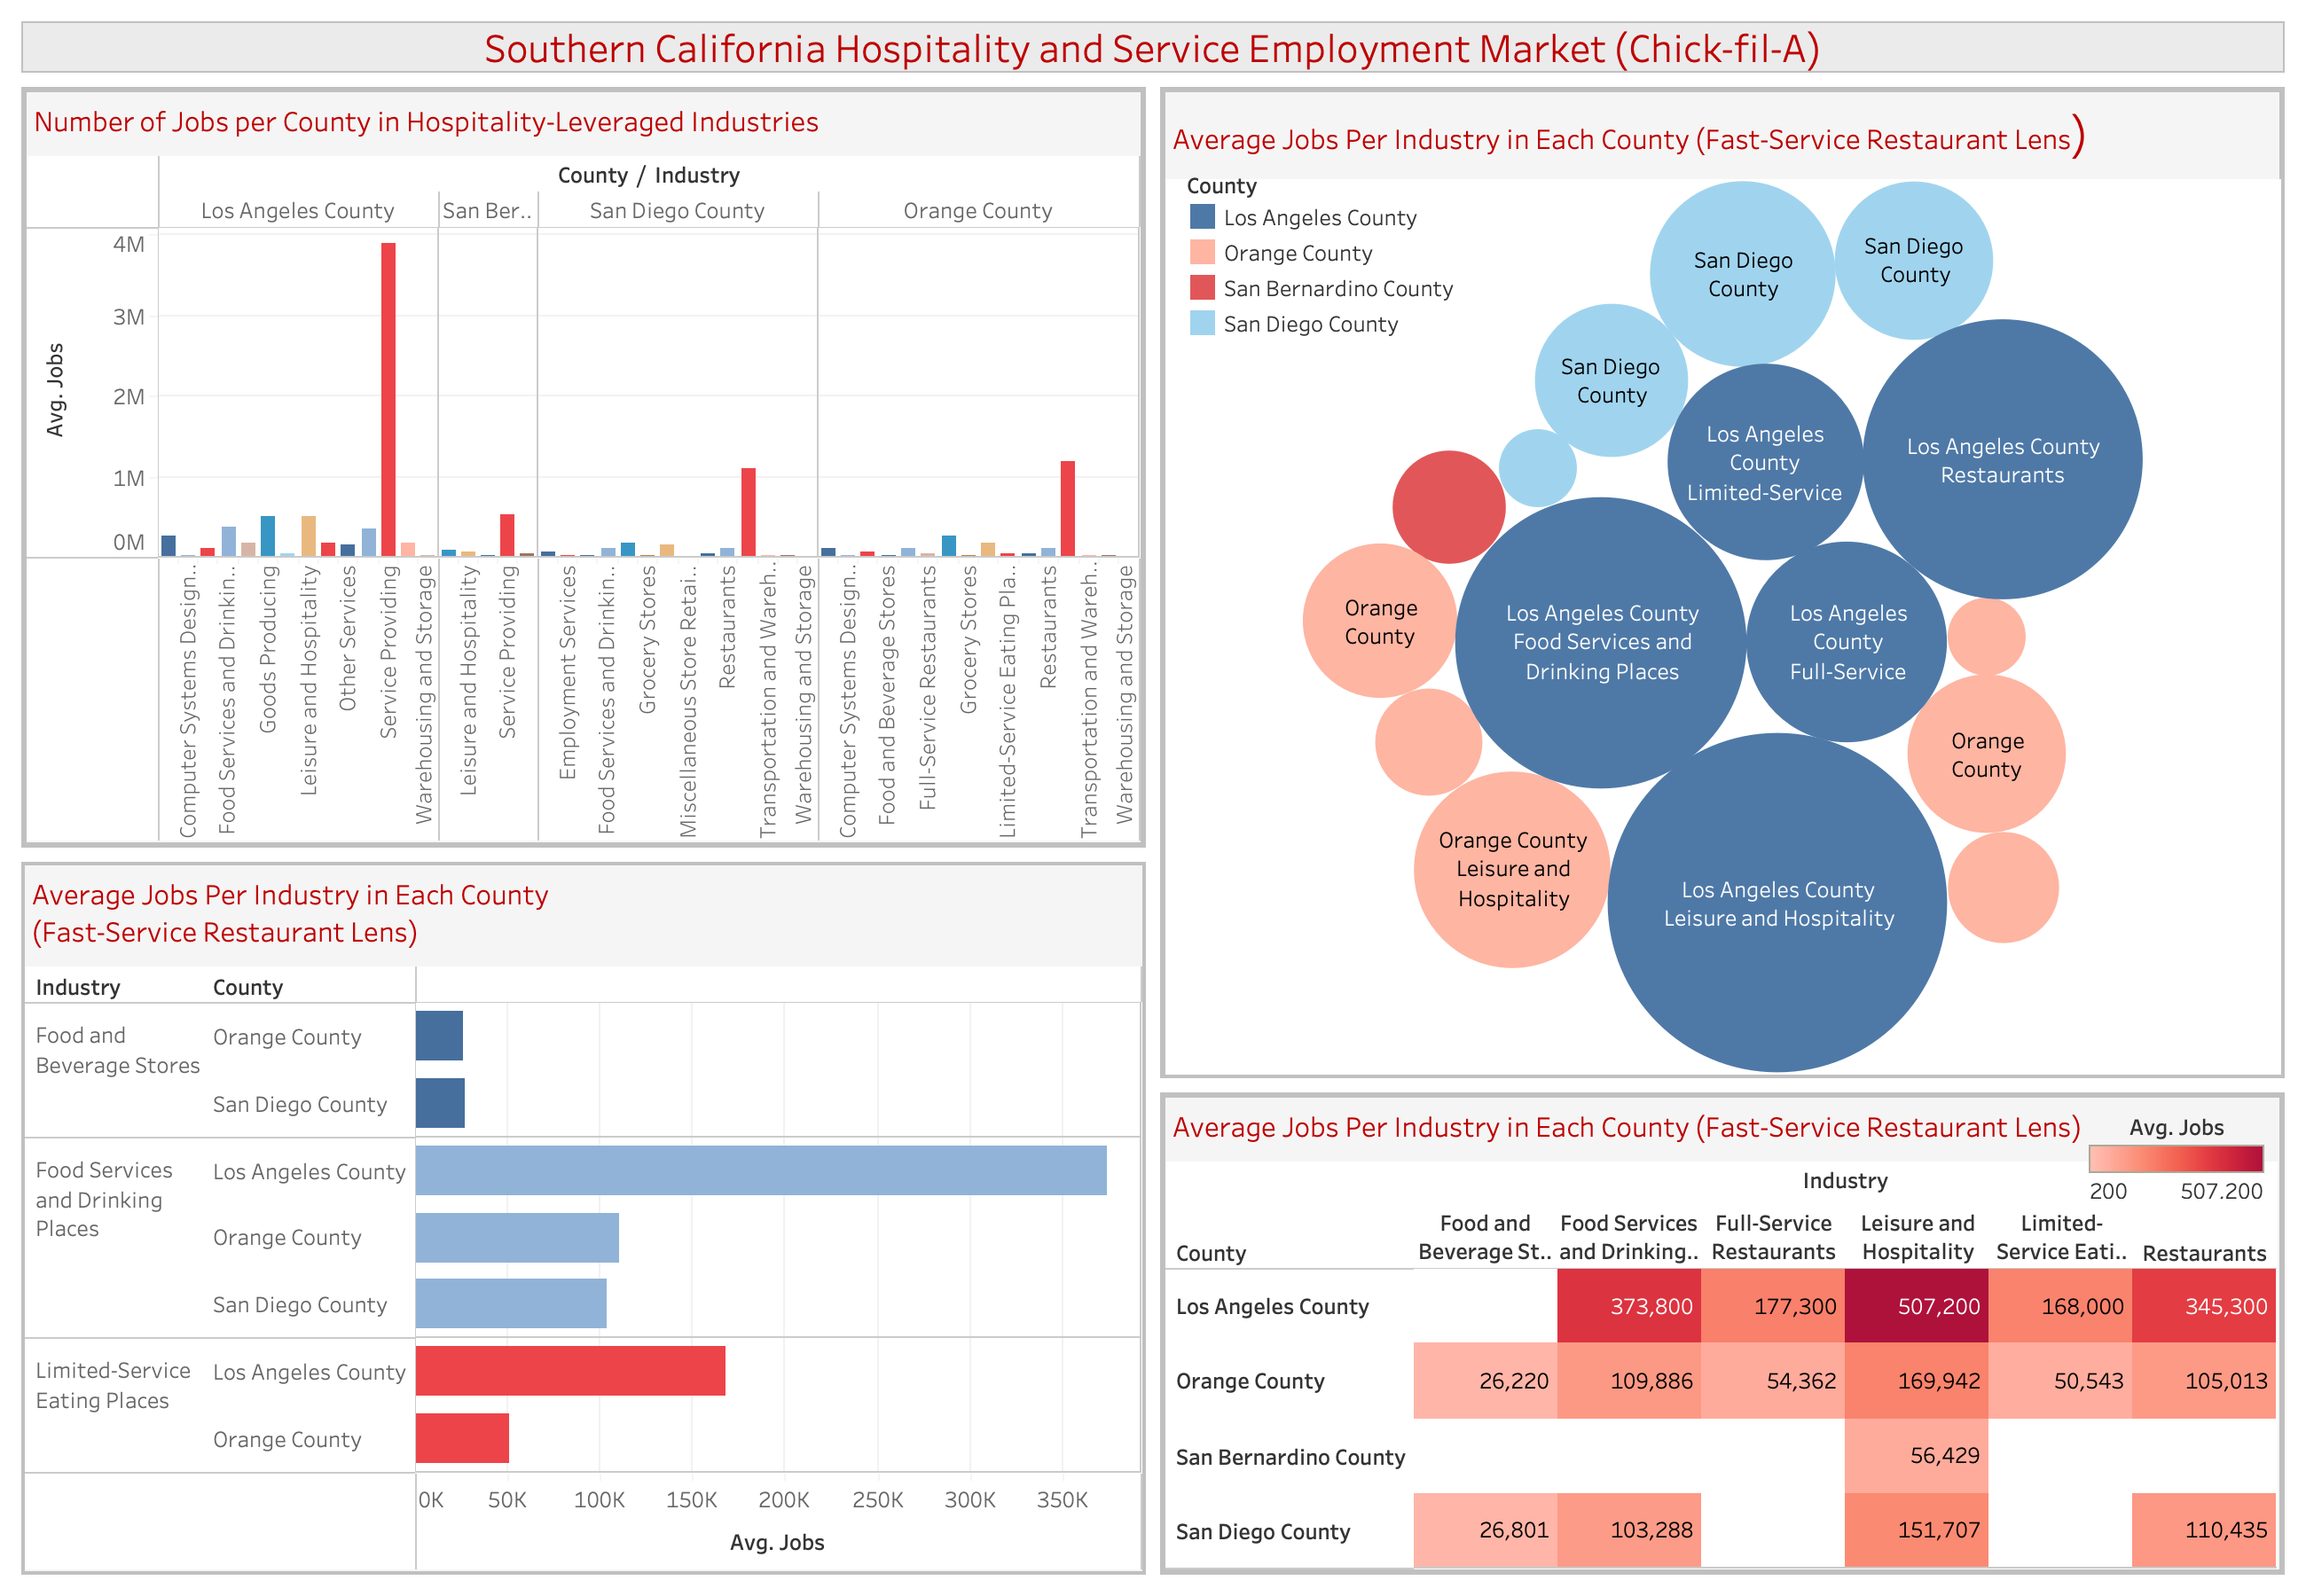 Southern California Hospitality and Service Employment Market (Chick-fil-A)
Number of Jobs per County in Hospitality-Leveraged Industries
County / Industry
Los Angeles County
San Ber..
San Diego County
Orange County
Avg. Jobs
4M
3M
2M
1M
0M
Computer Systems Design..
Food Services and Drinkin..
Goods Producing
Leisure and Hospitality
Other Services
Service Providing
Warehousing and Storage
Leisure and Hospitality
Service Providing
Employment Services
Food Services and Drinkin..
Grocery Stores
Miscellaneous Store Retai..
Restaurants
Transportation and Wareh..
Warehousing and Storage
Computer Systems Design..
Food and Beverage Stores
Full-Service Restaurants
Grocery Stores
Limited-Service Eating Pla..
Restaurants
Transportation and Wareh..
Warehousing and Storage
Average Jobs Per Industry in Each County
(Fast-Service Restaurant Lens)
Industry
County
Food and
Beverage Stores
Orange County
San Diego County
Food Services
and Drinking
Places
Los Angeles County
Orange County
San Diego County
Limited-Service
Eating Places
Los Angeles County
Orange County
0K
50K
100K
150K
200K
250K
300K
350K
Avg. Jobs
Average Jobs Per Industry in Each County (Fast-Service Restaurant Lens)
County
Los Angeles County
Orange County
San Bernardino County
San Diego County
San Diego
County
San Diego
County
San Diego
County
Los Angeles
County
Limited-Service
Los Angeles County
Restaurants
Orange
County
Los Angeles County
Food Services and
Drinking Places
Los Angeles
County
Full-Service
Orange
County
Orange County
Leisure and
Hospitality
Los Angeles County
Leisure and Hospitality
Average Jobs Per Industry in Each County (Fast-Service Restaurant Lens)
Avg. Jobs
200
507.200
Industry
County
Food and
Beverage St..
Food Services
and Drinking..
Full-Service
Restaurants
Leisure and
Hospitality
Limited-
Service Eati..
Restaurants
Los Angeles County
373,800
177,300
507,200
168,000
345,300
Orange County
26,220
109,886
54,362
169,942
50,543
105,013
San Bernardino County
56,429
San Diego County
26,801
103,288
151,707
110,435